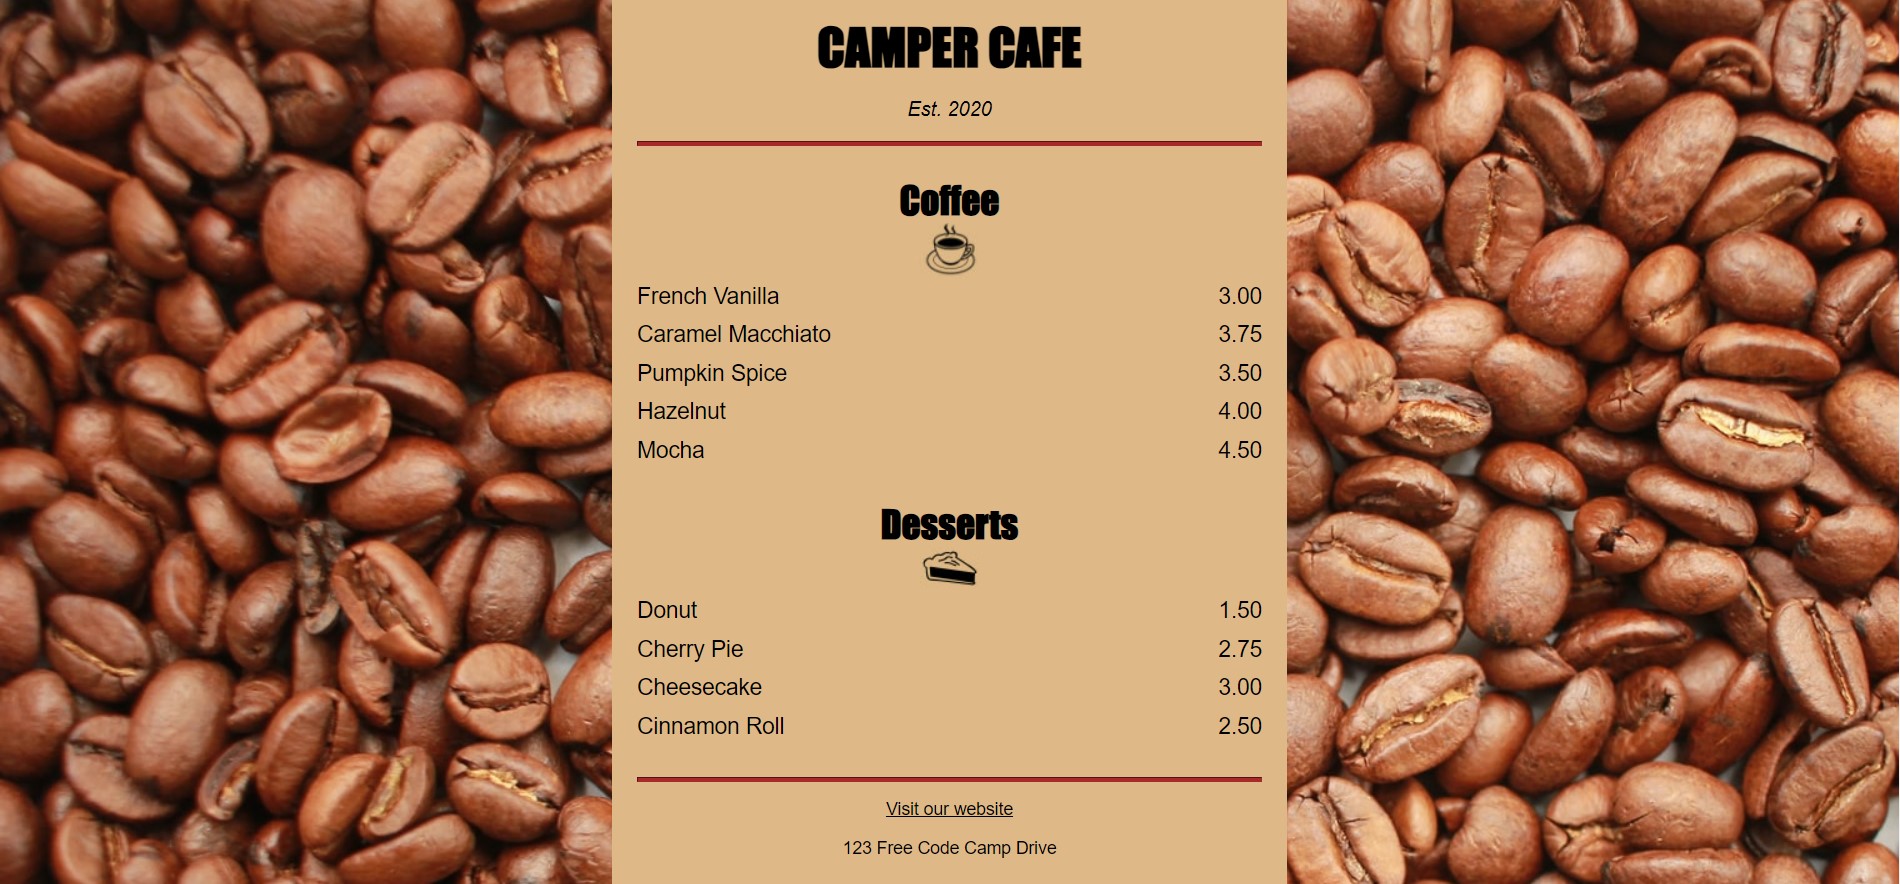 CAMPER CAFE
Est. 2020
Coffee
French Vanilla 3.00
Caramel Macchiato 3.75
Pumpkin Spice 3.50
Hazelnut 4.00
Mocha 4.50
Desserts
Donut 1.50
Cherry Pie 2.75
Cheesecake 3.00
Cinnamon Roll 2.50
Visit our website
123 Free Code Camp Drive